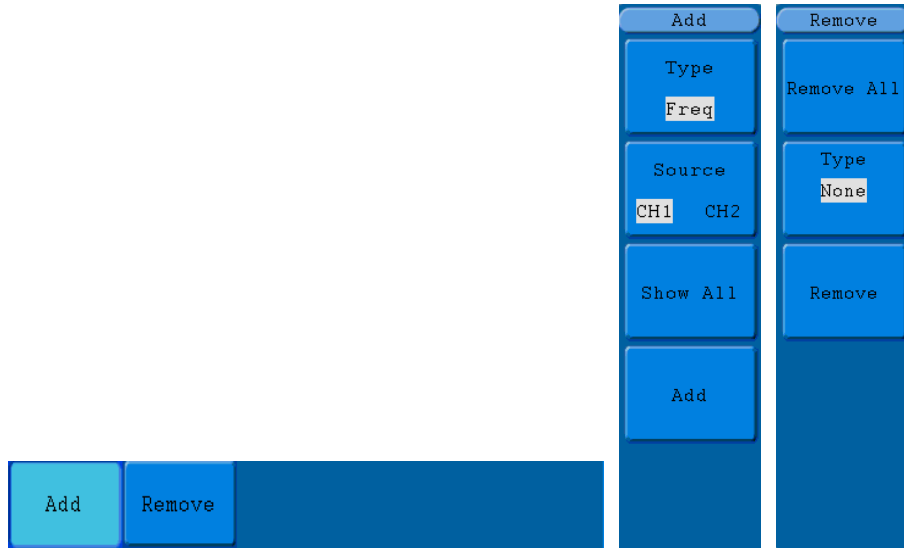 Add
Type
Freq
Source
CH1 CH2
Show All
Add
Remove
Remove All
Type
None
Remove
Add Remove